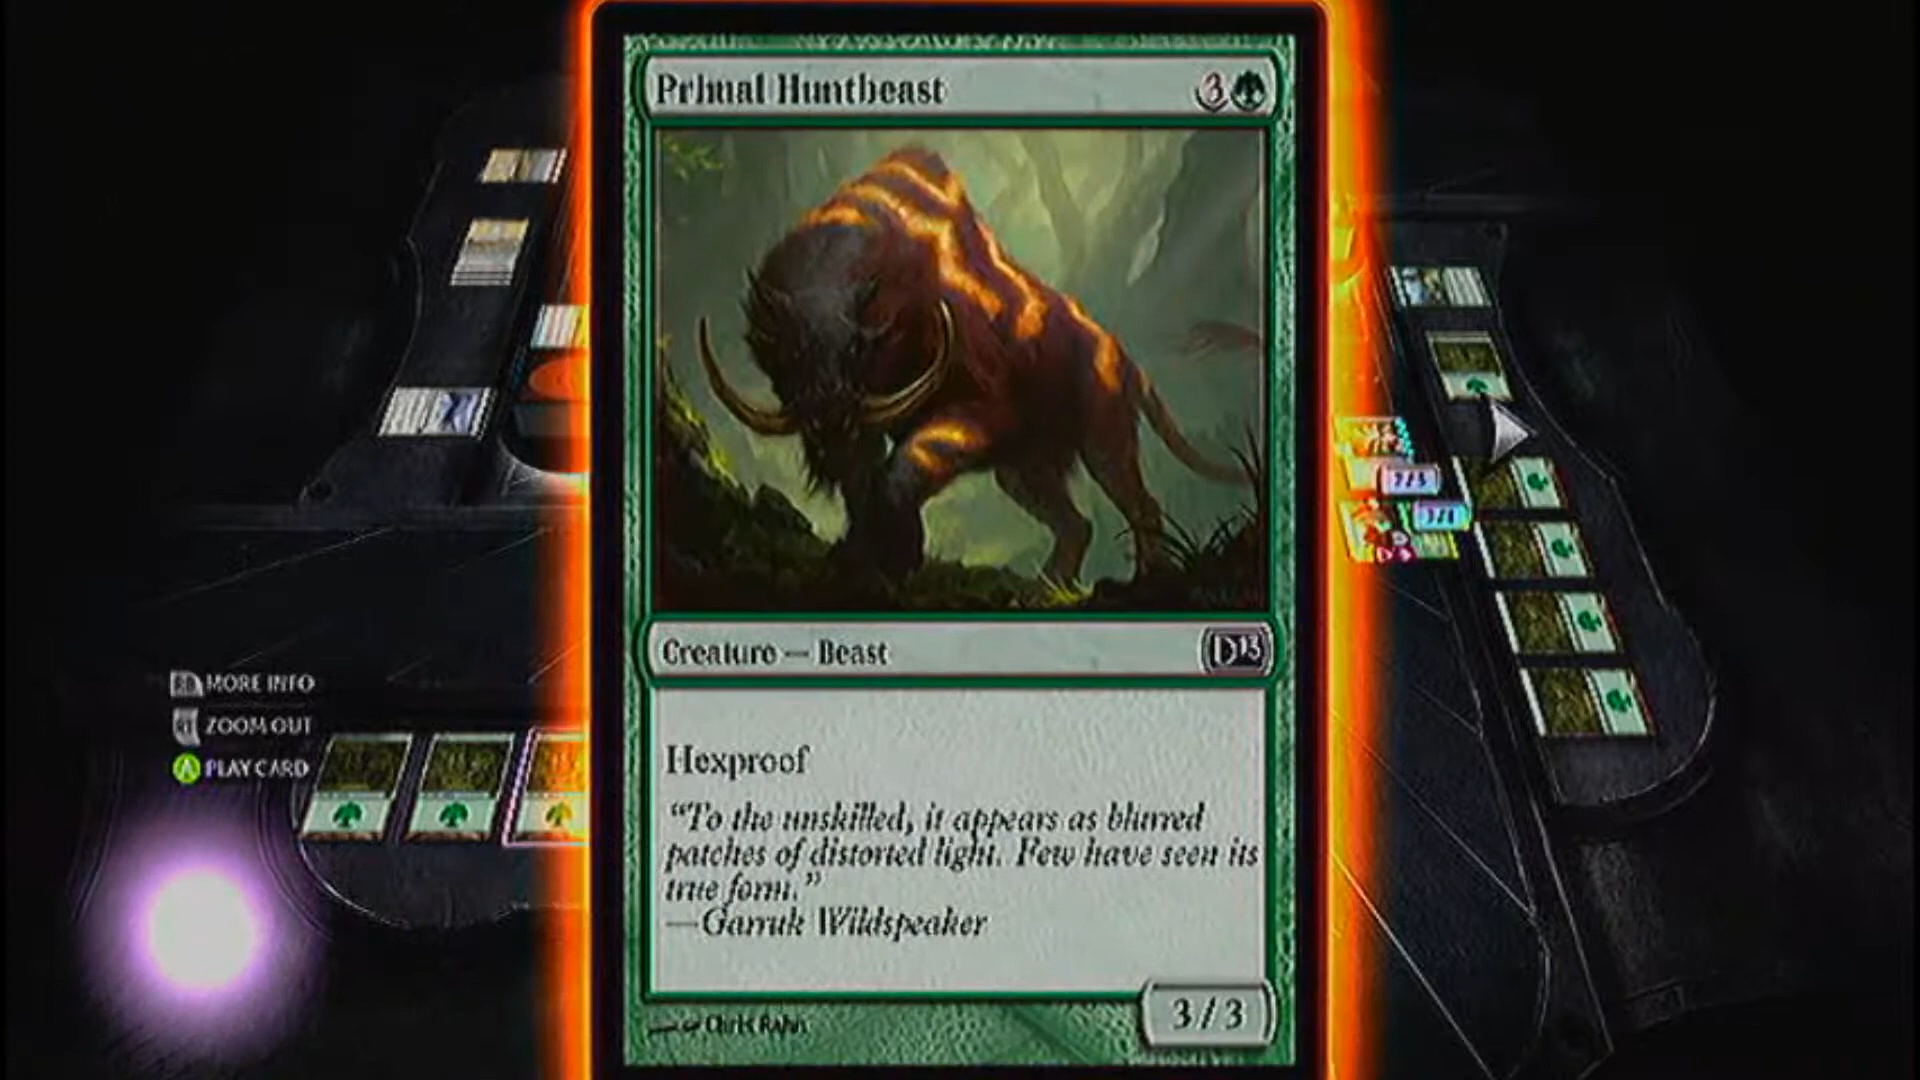 Primal Huntbeast
3
Creature — Beast
D13
MORE INFO
ZOOM OUT
A PLAY CARD
Hexproof
“To the unskilled, it appears as blurred
patches of distorted light. Few have seen its
true form.”
—Garruk Wildspeaker
3/3
Chris Rahn